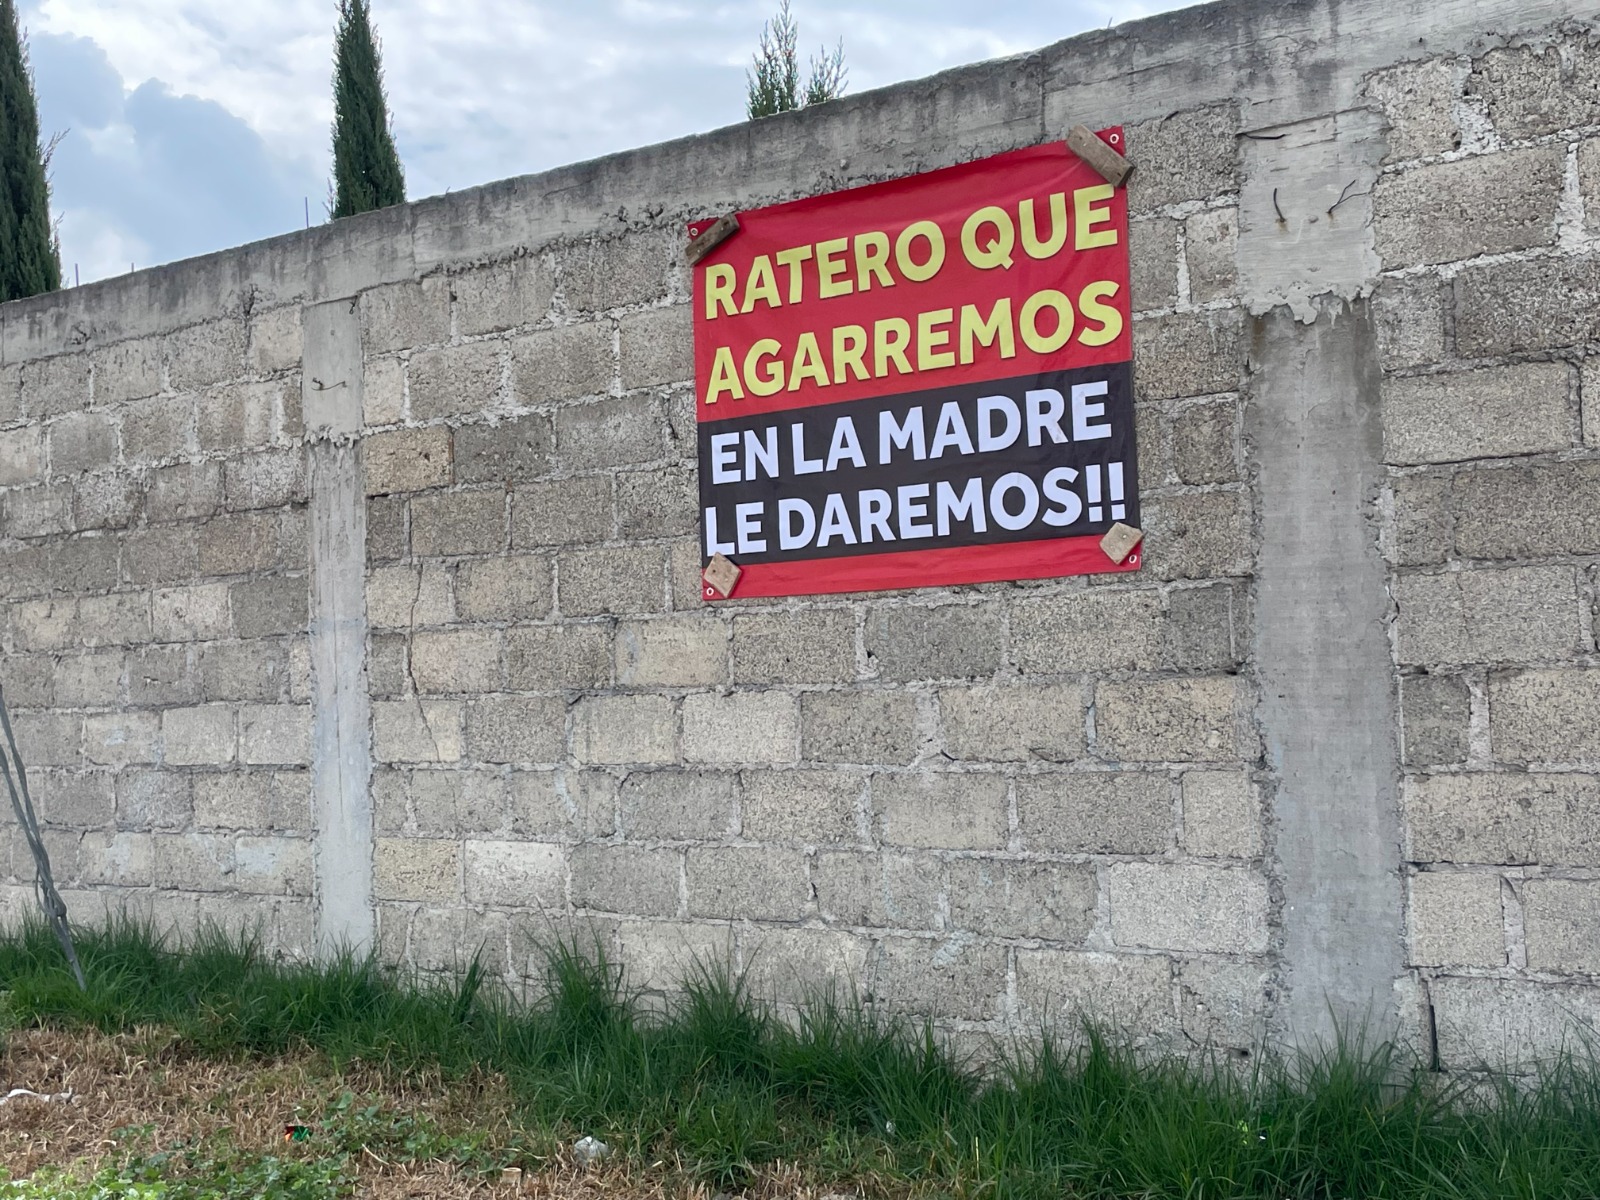 RATERO QUE
AGARREMOS
EN LA MADRE
LE DAREMOS!!